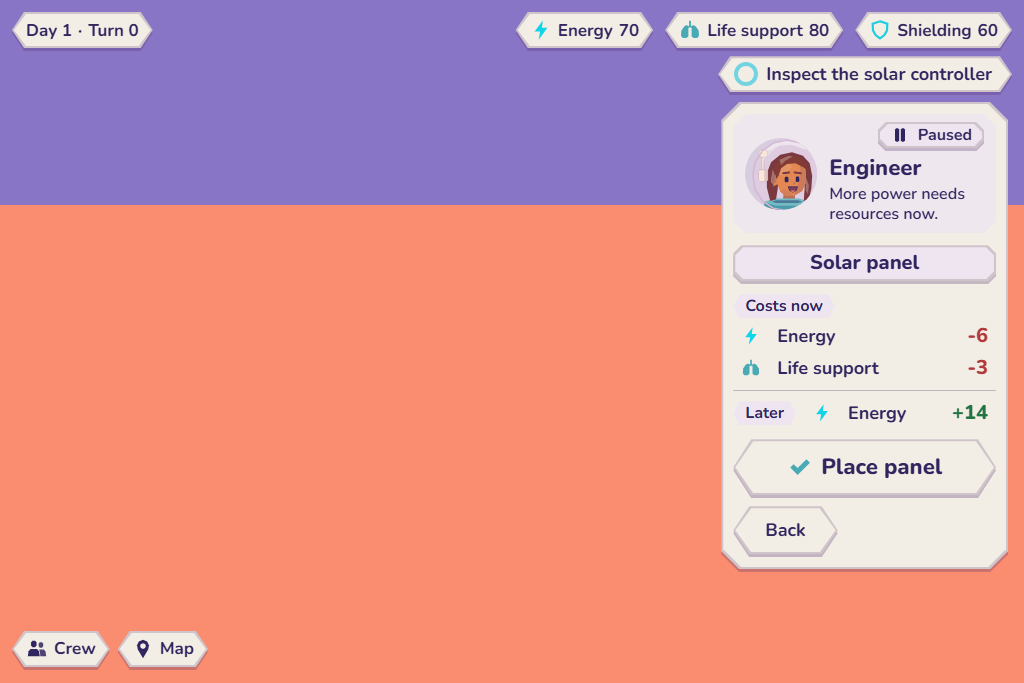 Day 1 · Turn 0
Energy 70
Life support 80
Shielding 60
Inspect the solar controller
Paused
Engineer
More power needs
resources now.
Solar panel
Costs now
Energy -6
Life support -3
Later Energy +14
Place panel
Back
Crew
Map